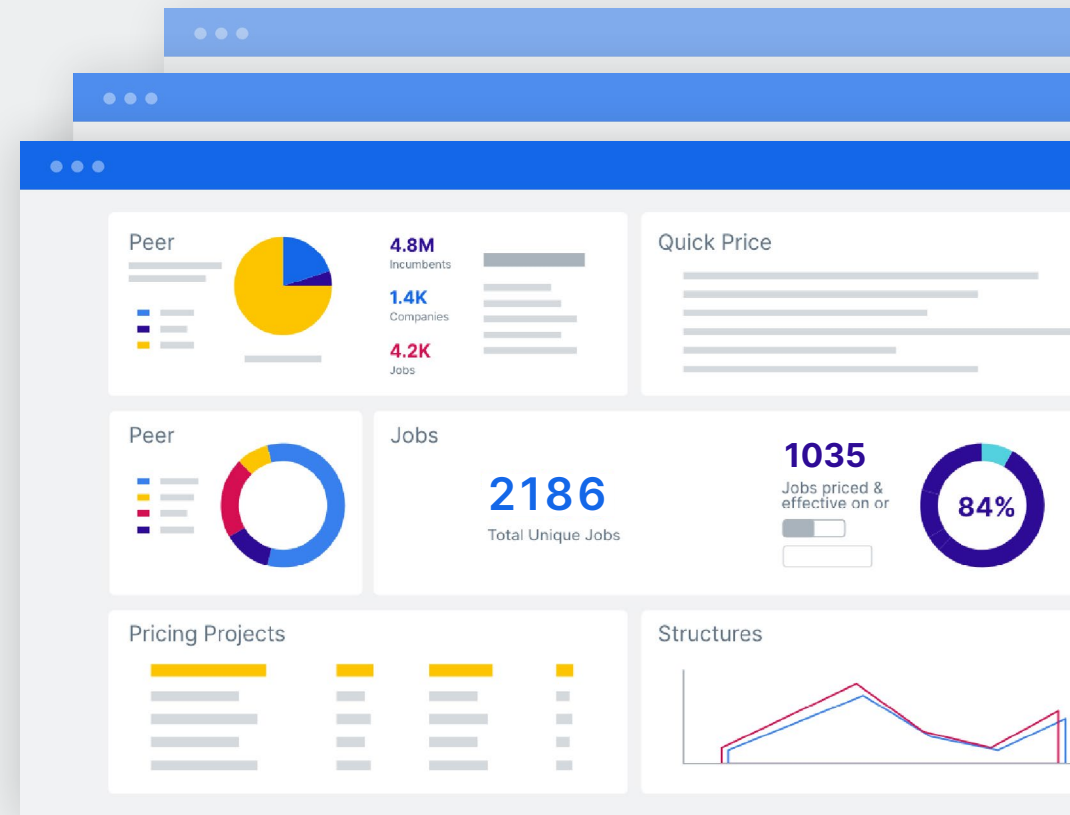 Peer
4.8M
Incumbents
1.4K
Companies
4.2K
Jobs
Quick Price
Peer
Jobs
2186
Total Unique Jobs
1035
Jobs priced &
effective on or
84%
Pricing Projects
Structures